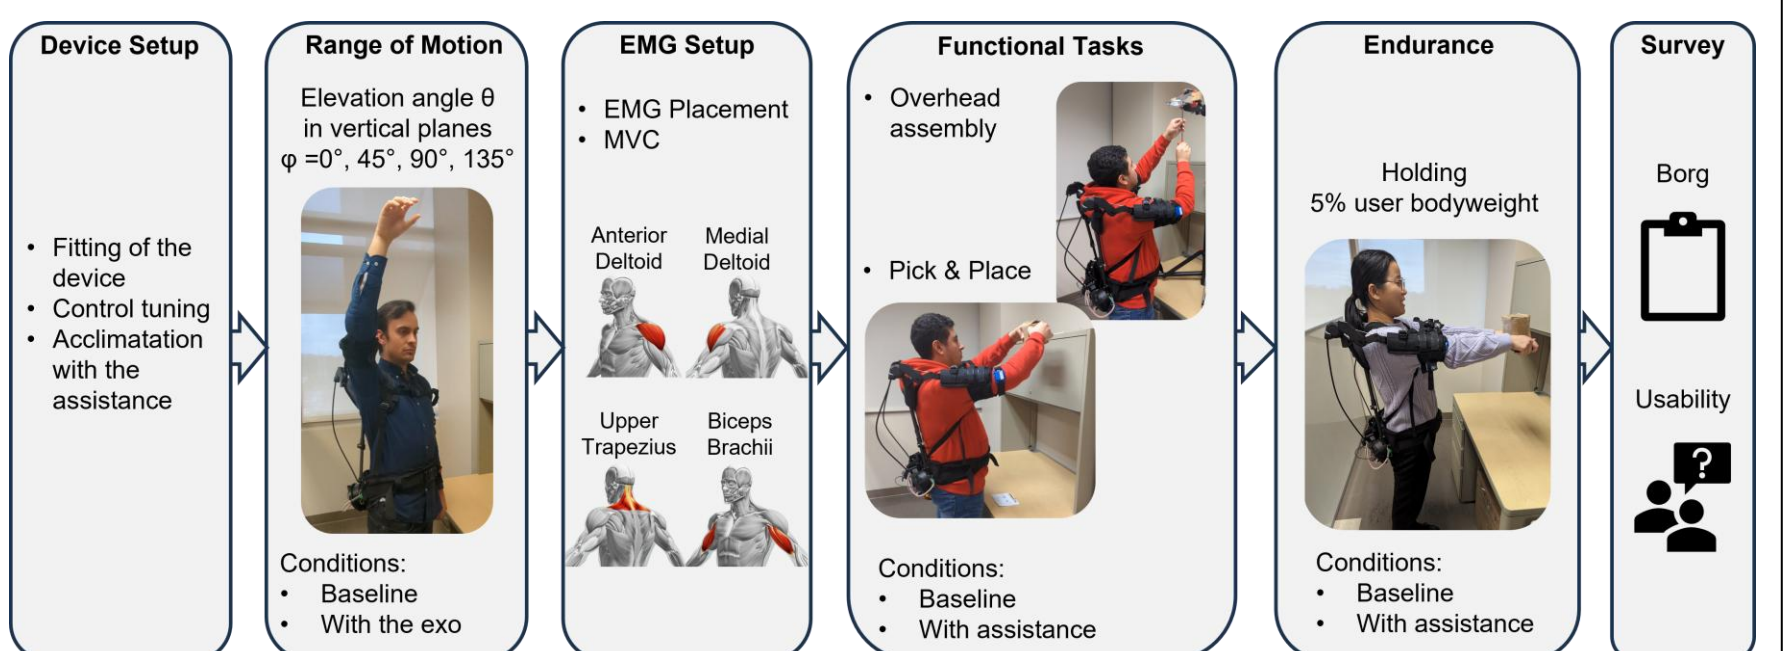 Device Setup
• Fitting of the
device
• Control tuning
• Acclimatation
with the
assistance
Range of Motion
Elevation angle θ
in vertical planes
φ =0°, 45°, 90°, 135°
Conditions:
• Baseline
• With the exo
EMG Setup
• EMG Placement
• MVC
Anterior
Deltoid
Medial
Deltoid
Upper
Trapezius
Biceps
Brachii
Functional Tasks
• Overhead
assembly
• Pick & Place
Conditions:
• Baseline
• With assistance
Endurance
Holding
5% user bodyweight
Conditions:
• Baseline
• With assistance
Survey
Borg
Usability
?